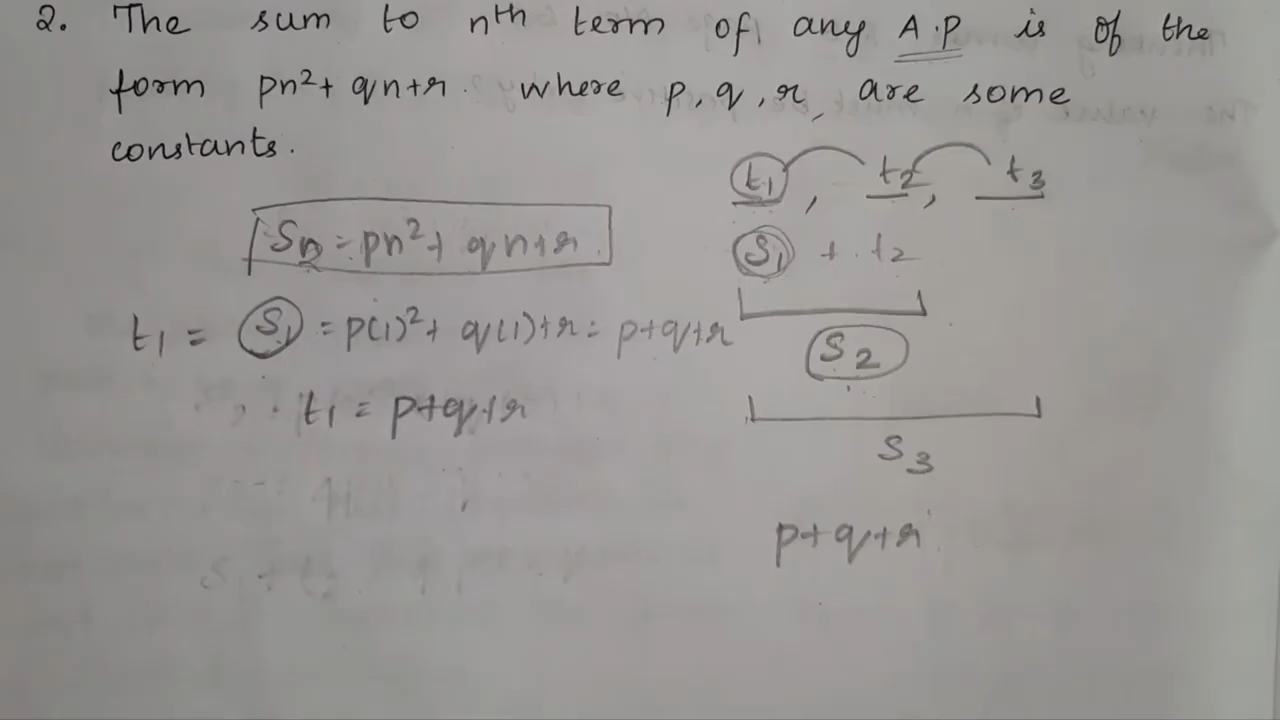 2. The sum to nth term of any A.P is of the
form pn²+ qn+r. where p, q, r, are some
constants.
t1, t2, t3
Sn = pn²+ qn+r
S1 + t2
t1 = S1 = p(1)²+ q(1)+r = p+q+r
S2
∴ t1 = p+q+r
S3
p+q+r